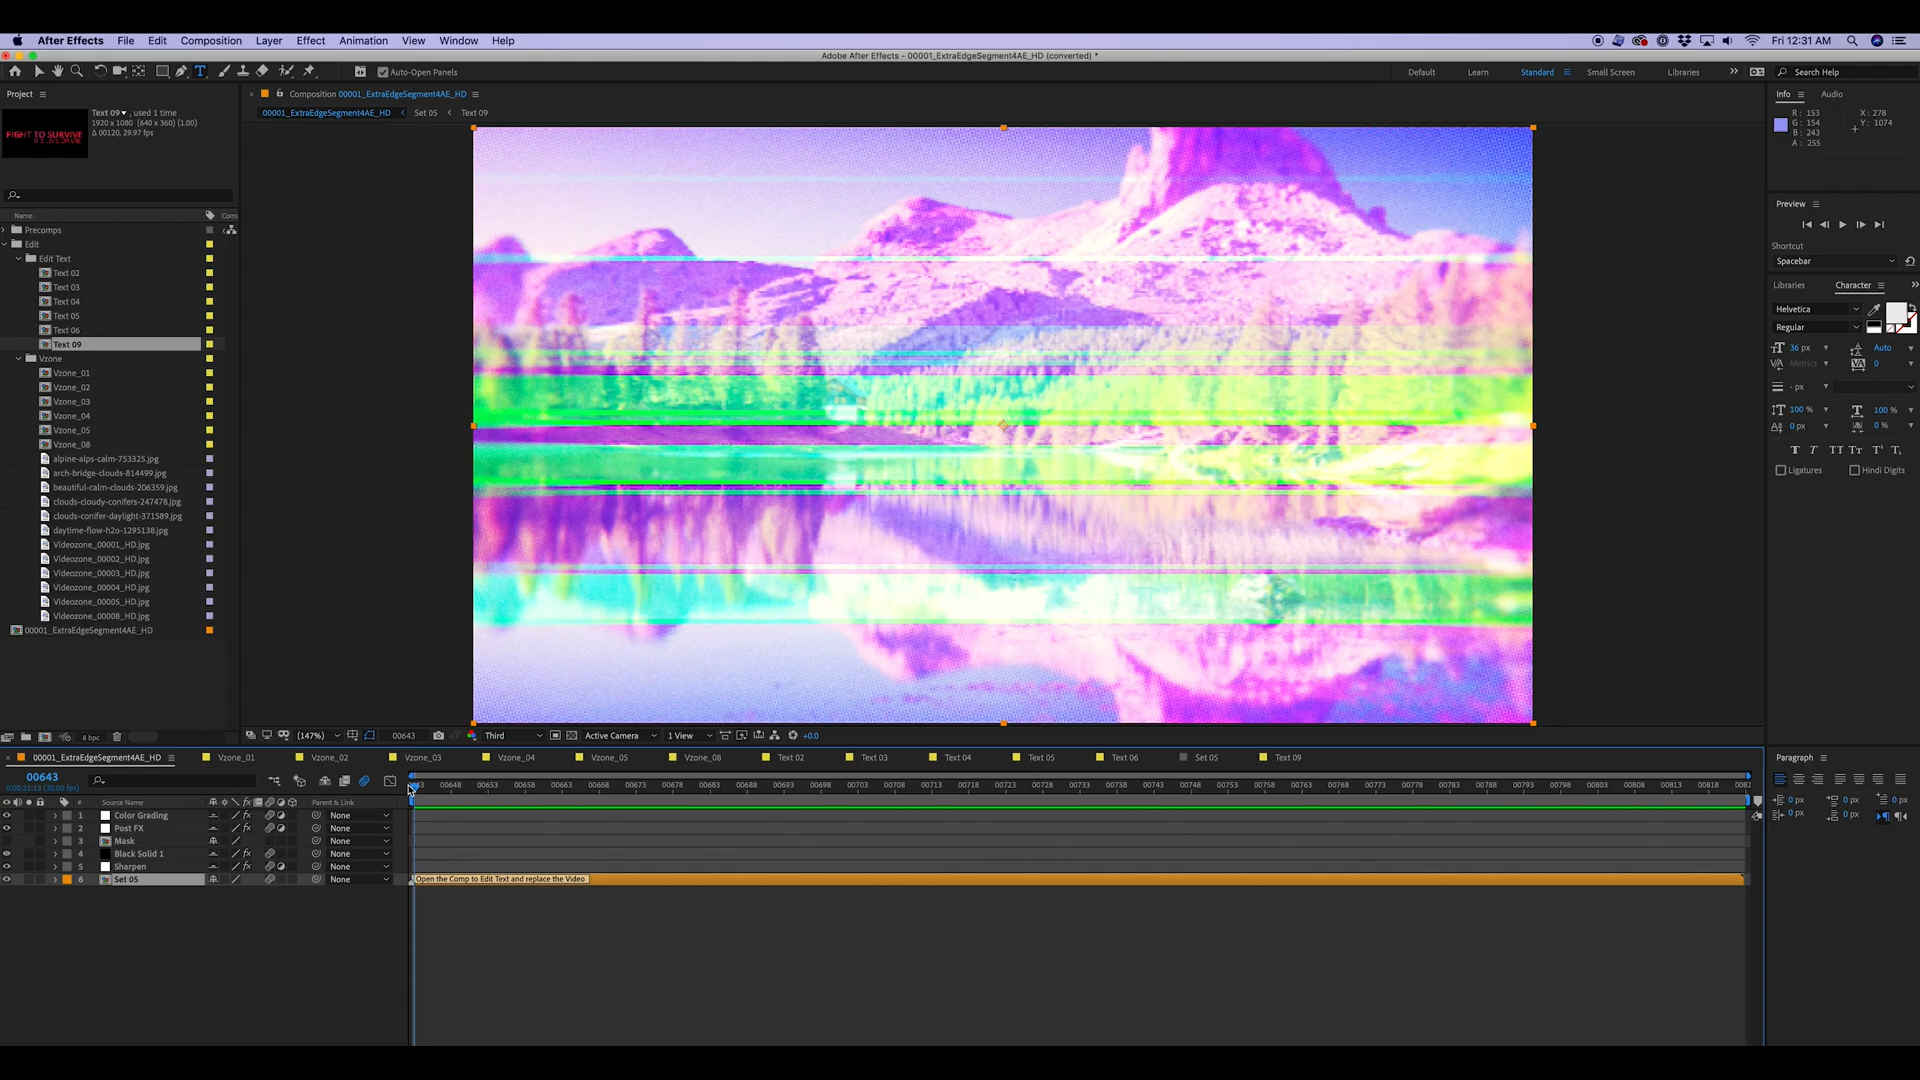 After Effects File Edit Composition Layer Effect Animation View Window Help Fri 12:31 AM
Adobe After Effects - 00001_ExtraEdgeSegment4AE_HD (converted) *
Auto-Open Panels Default Learn Standard Small Screen Libraries Search Help
Project
Text 09 , used 1 time
1920 x 1080 (640 x 360) (1.00)
Δ 00120, 29.97 fps
FIGHT TO SURVIVE
IT'S LIVE OR DIE
Name Com
Precomps
Edit
Edit Text
Text 02
Text 03
Text 04
Text 05
Text 06
Text 09
Vzone
Vzone_01
Vzone_02
Vzone_03
Vzone_04
Vzone_05
Vzone_08
alpine-alps-calm-753325.jpg
arch-bridge-clouds-814499.jpg
beautiful-calm-clouds-206359.jpg
clouds-cloudy-conifers-247478.jpg
clouds-conifer-daylight-371589.jpg
daytime-flow-h2o-1295138.jpg
Videozone_00001_HD.jpg
Videozone_00002_HD.jpg
Videozone_00003_HD.jpg
Videozone_00004_HD.jpg
Videozone_00005_HD.jpg
Videozone_00008_HD.jpg
00001_ExtraEdgeSegment4AE_HD
8 bpc
Composition 00001_ExtraEdgeSegment4AE_HD
00001_ExtraEdgeSegment4AE_HD Set 05 Text 09
(147%) 00643 Third Active Camera 1 View +0.0
Info Audio
R : 153 X : 278
G : 154 Y : 1074
B : 243
A : 255
Preview
Shortcut
Spacebar
Libraries Character
Helvetica
Regular
36 px Auto
Metrics 0
- px
100 % 100 %
0 px 0 %
Ligatures Hindi Digits
00001_ExtraEdgeSegment4AE_HD Vzone_01 Vzone_02 Vzone_03 Vzone_04 Vzone_05 Vzone_08 Text 02 Text 03 Text 04 Text 05 Text 06 Set 05 Text 09
00643
0:00:21:13 (30.00 fps)
00648 00653 00658 00663 00668 00673 00678 00683 00688 00693 00698 00703 00708 00713 00718 00723 00728 00733 00738 00743 00748 00753 00758 00763 00768 00773 00778 00783 00788 00793 00798 00803 00808 00813 00818 0082
# Source Name Parent & Link
1 Color Grading None
2 Post FX None
3 Mask None
4 Black Solid 1 None
5 Sharpen None
6 Set 05 None Open the Comp to Edit Text and replace the Video
Paragraph
0 px 0 px 0 px
0 px 0 px